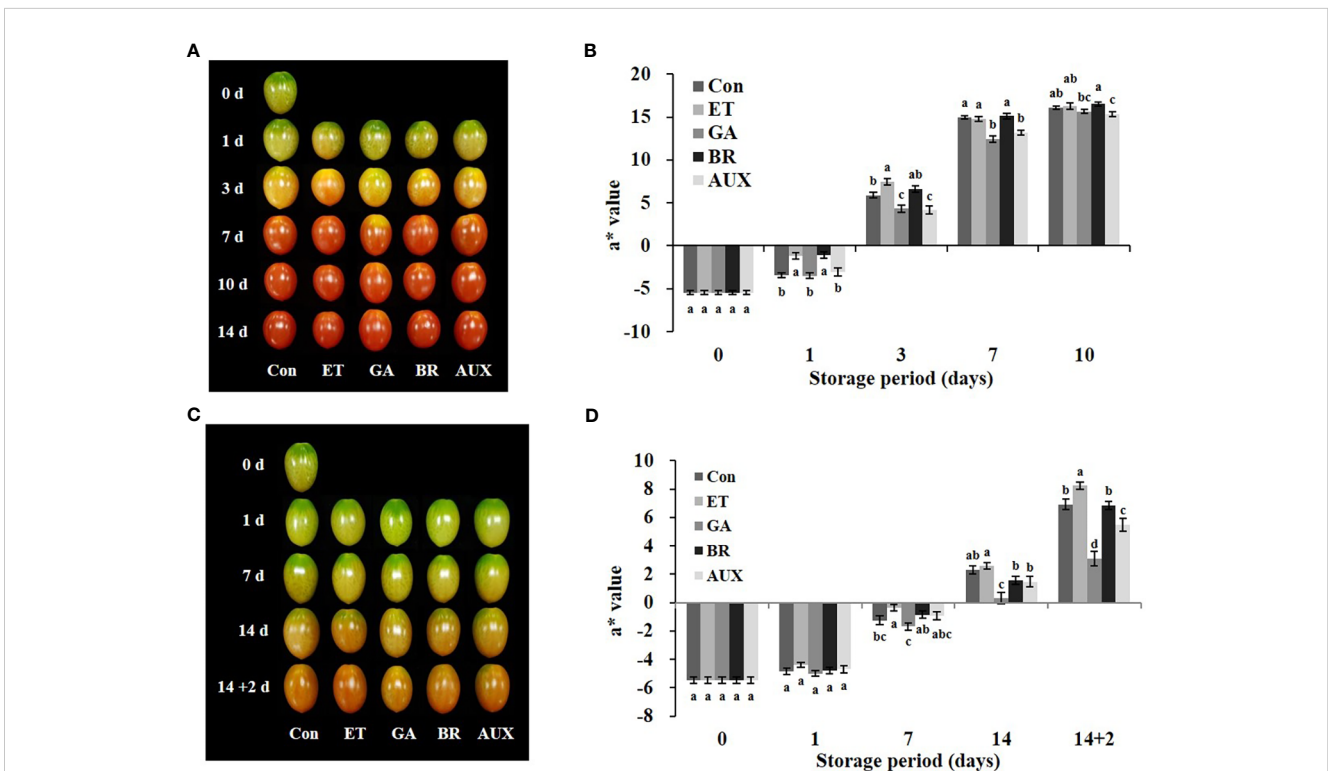 A
0 d
1 d
3 d
7 d
10 d
14 d
Con ET GA BR AUX
B
a* value
20
15
10
5
0
-5
-10
Con
ET
GA
BR
AUX
a a a a a
b a b a b
b a c ab c
a a b a b
ab ab bc a c
0 1 3 7 10
Storage period (days)
C
0 d
1 d
7 d
14 d
14 +2 d
Con ET GA BR AUX
D
a* value
10
8
6
4
2
0
-2
-4
-6
-8
Con
ET
GA
BR
AUX
a a a a a
a a a a a
bc a c ab abc
ab a c b b
b a d b c
0 1 7 14 14+2
Storage period (days)